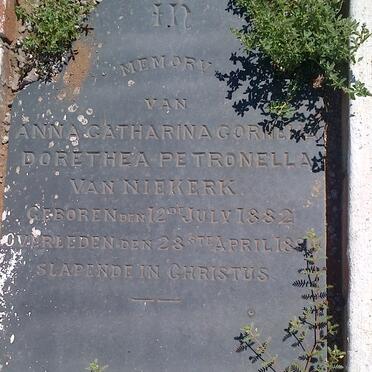 IN
MEMORY
VAN
ANNA CATHARINA
DORETHEA PETRONELLA
VAN NIEKERK
GEBOREN DEN 12DE JULY 1882
OVERLEDEN DEN 28STE APRIL
SLAPENDE IN CHRISTUS